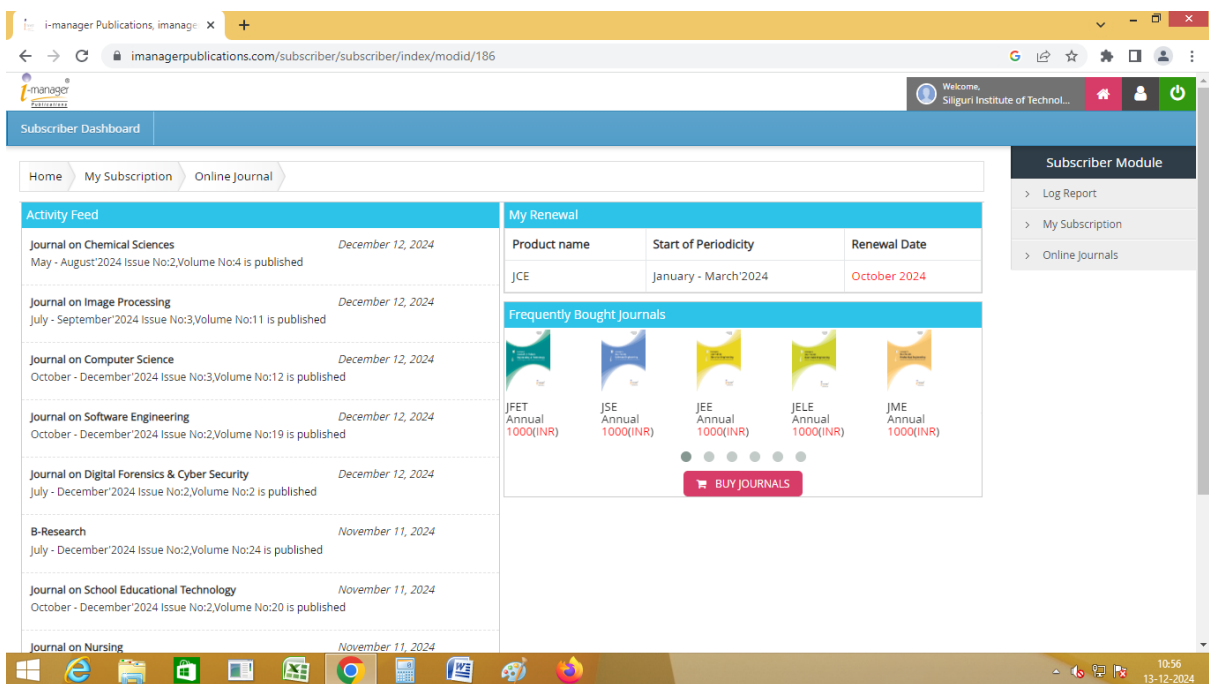 i-manager Publications, imanage
imanagerpublications.com/subscriber/subscriber/index/modid/186
i-manager
Publications
Welcome,
Siliguri Institute of Technol...
Subscriber Dashboard
Home
My Subscription
Online Journal
Activity Feed
Journal on Chemical Sciences December 12, 2024
May - August'2024 Issue No:2,Volume No:4 is published
Journal on Image Processing December 12, 2024
July - September'2024 Issue No:3,Volume No:11 is published
Journal on Computer Science December 12, 2024
October - December'2024 Issue No:3,Volume No:12 is published
Journal on Software Engineering December 12, 2024
October - December'2024 Issue No:2,Volume No:19 is published
Journal on Digital Forensics & Cyber Security December 12, 2024
July - December'2024 Issue No:2,Volume No:2 is published
B-Research November 11, 2024
July - December'2024 Issue No:2,Volume No:24 is published
Journal on School Educational Technology November 11, 2024
October - December'2024 Issue No:2,Volume No:20 is published
Journal on Nursing November 11, 2024
My Renewal
Product name Start of Periodicity Renewal Date
JCE January - March'2024 October 2024
Frequently Bought Journals
JFET JSE JEE JELE JME
Annual Annual Annual Annual Annual
1000(INR) 1000(INR) 1000(INR) 1000(INR) 1000(INR)
BUY JOURNALS
Subscriber Module
> Log Report
> My Subscription
> Online Journals
10:56
13-12-2024